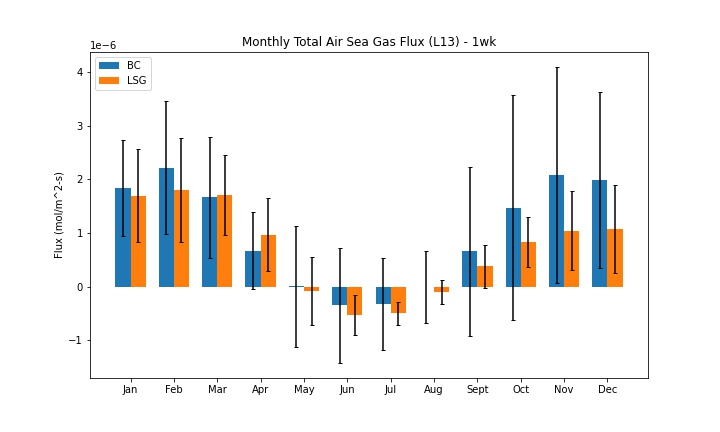 Monthly Total Air Sea Gas Flux (L13) - 1wk
1e-6
BC
LSG
4
3
2
1
0
−1
Flux (mol/m^2-s)
Jan Feb Mar Apr May Jun Jul Aug Sept Oct Nov Dec